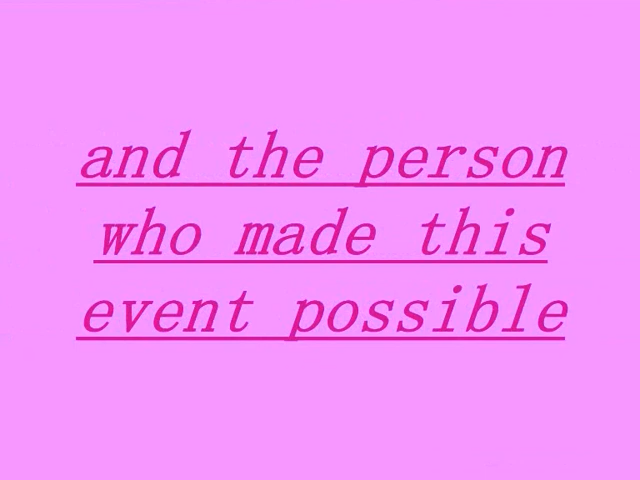 and the person
who made this
event possible